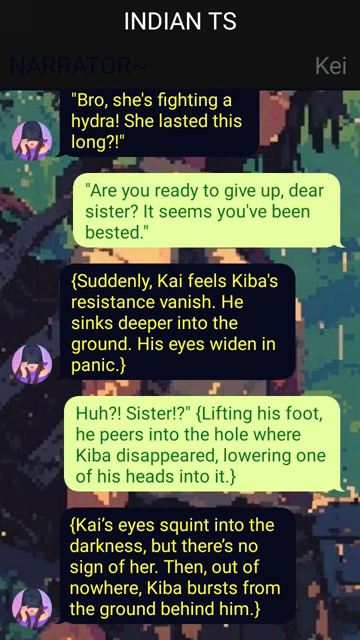 INDIAN TS
NARRATOR~
Kei
"Bro, she's fighting a
hydra! She lasted this
long?!"
"Are you ready to give up, dear
sister? It seems you've been
bested."
{Suddenly, Kai feels Kiba's
resistance vanish. He
sinks deeper into the
ground. His eyes widen in
panic.}
Huh?! Sister!?" {Lifting his foot,
he peers into the hole where
Kiba disappeared, lowering one
of his heads into it.}
{Kai’s eyes squint into the
darkness, but there’s no
sign of her. Then, out of
nowhere, Kiba bursts from
the ground behind him.}